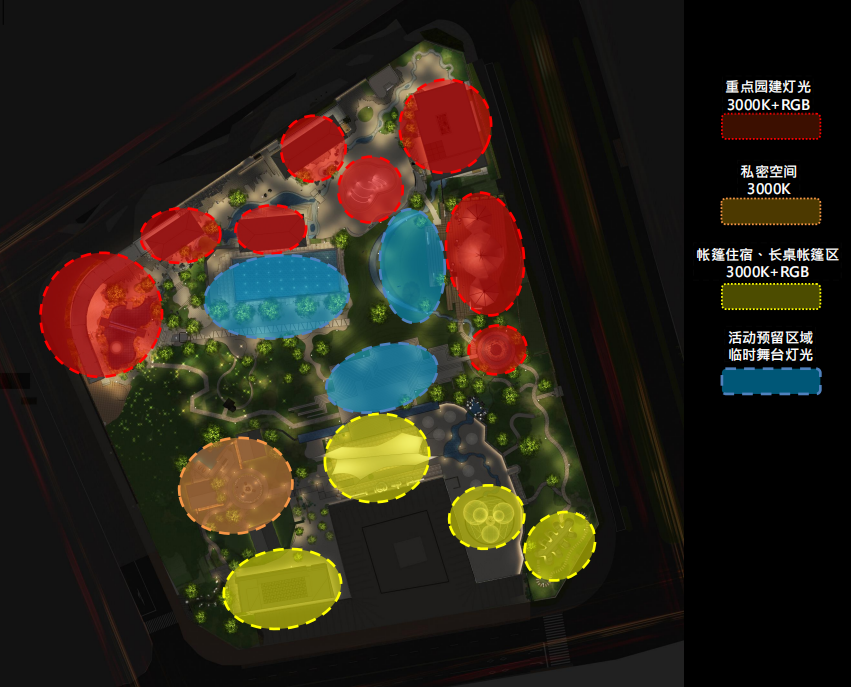 重点园建灯光
3000K+RGB
私密空间
3000K
帐篷住宿、长桌帐篷区
3000K+RGB
活动预留区域
临时舞台灯光